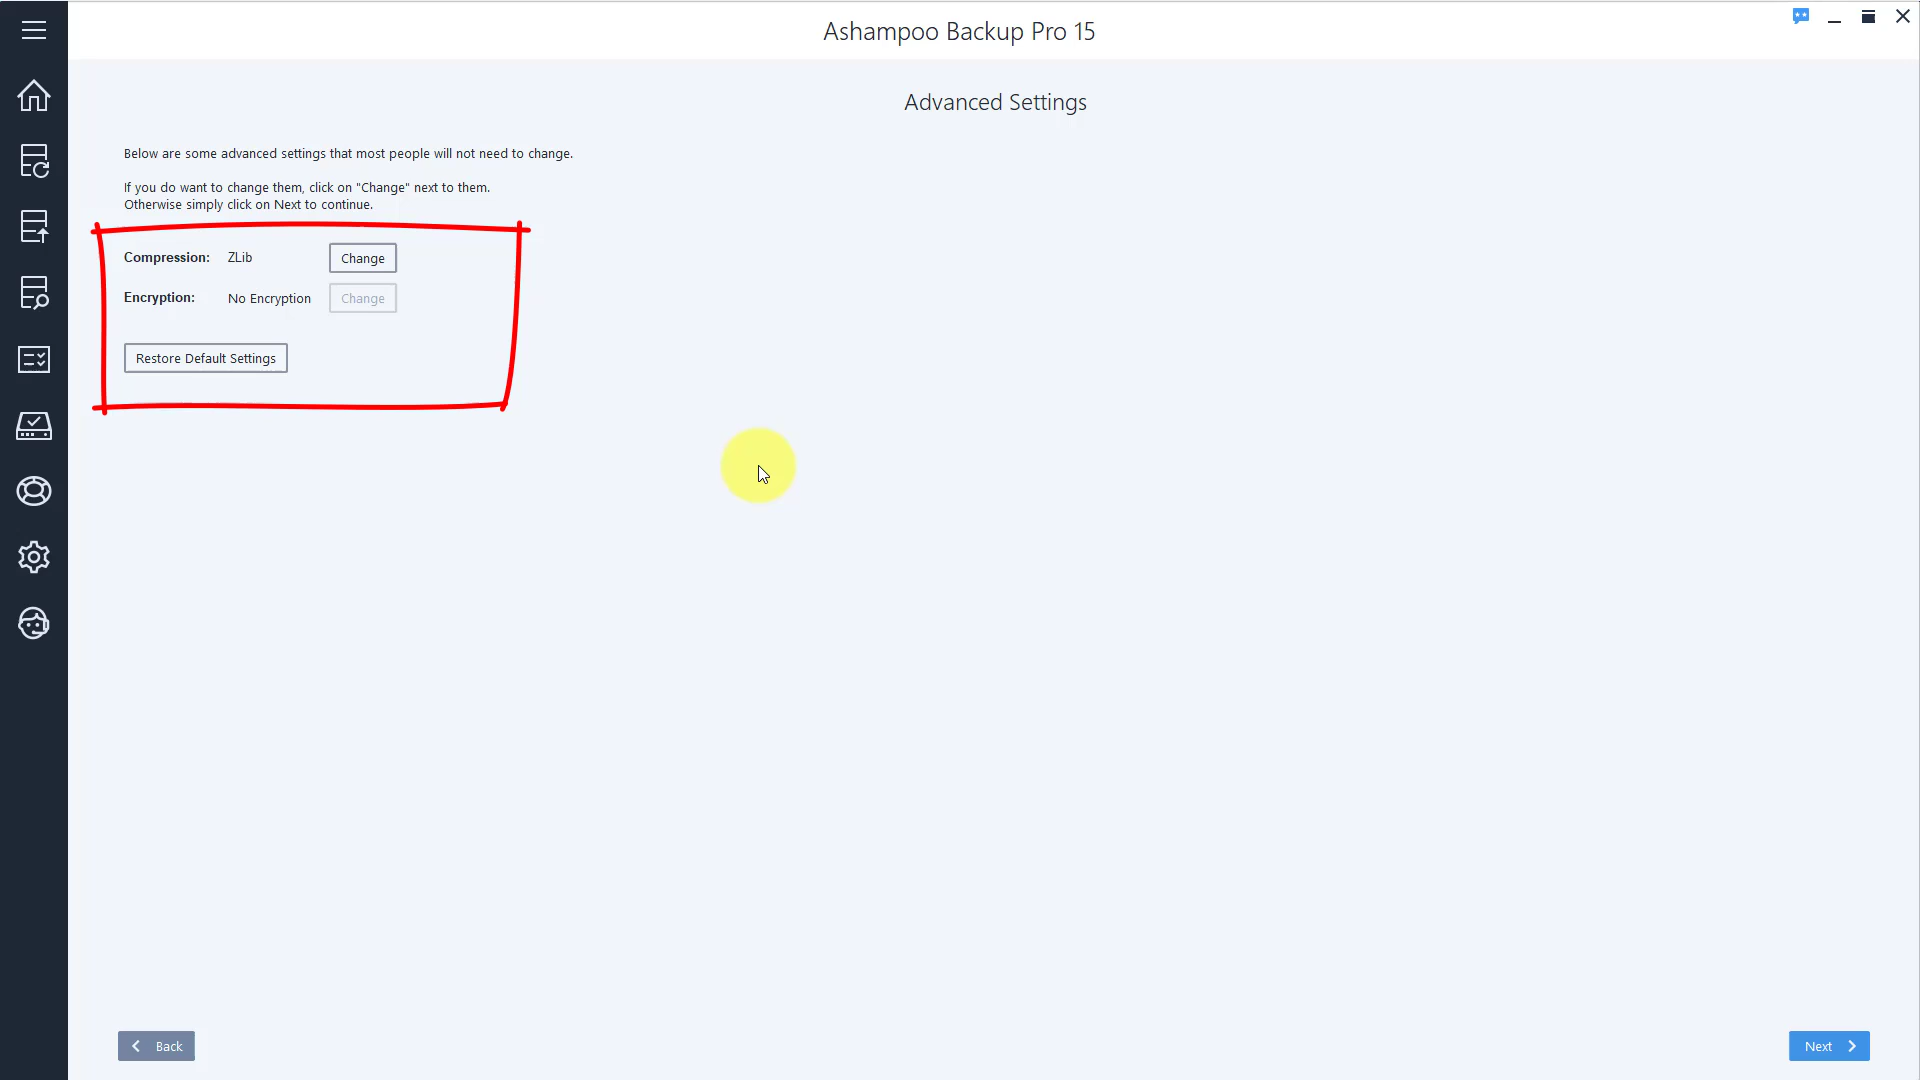 Ashampoo Backup Pro 15
Advanced Settings
Below are some advanced settings that most people will not need to change.
If you do want to change them, click on "Change" next to them.
Otherwise simply click on Next to continue.
Compression: ZLib Change
Encryption: No Encryption Change
Restore Default Settings
Back
Next